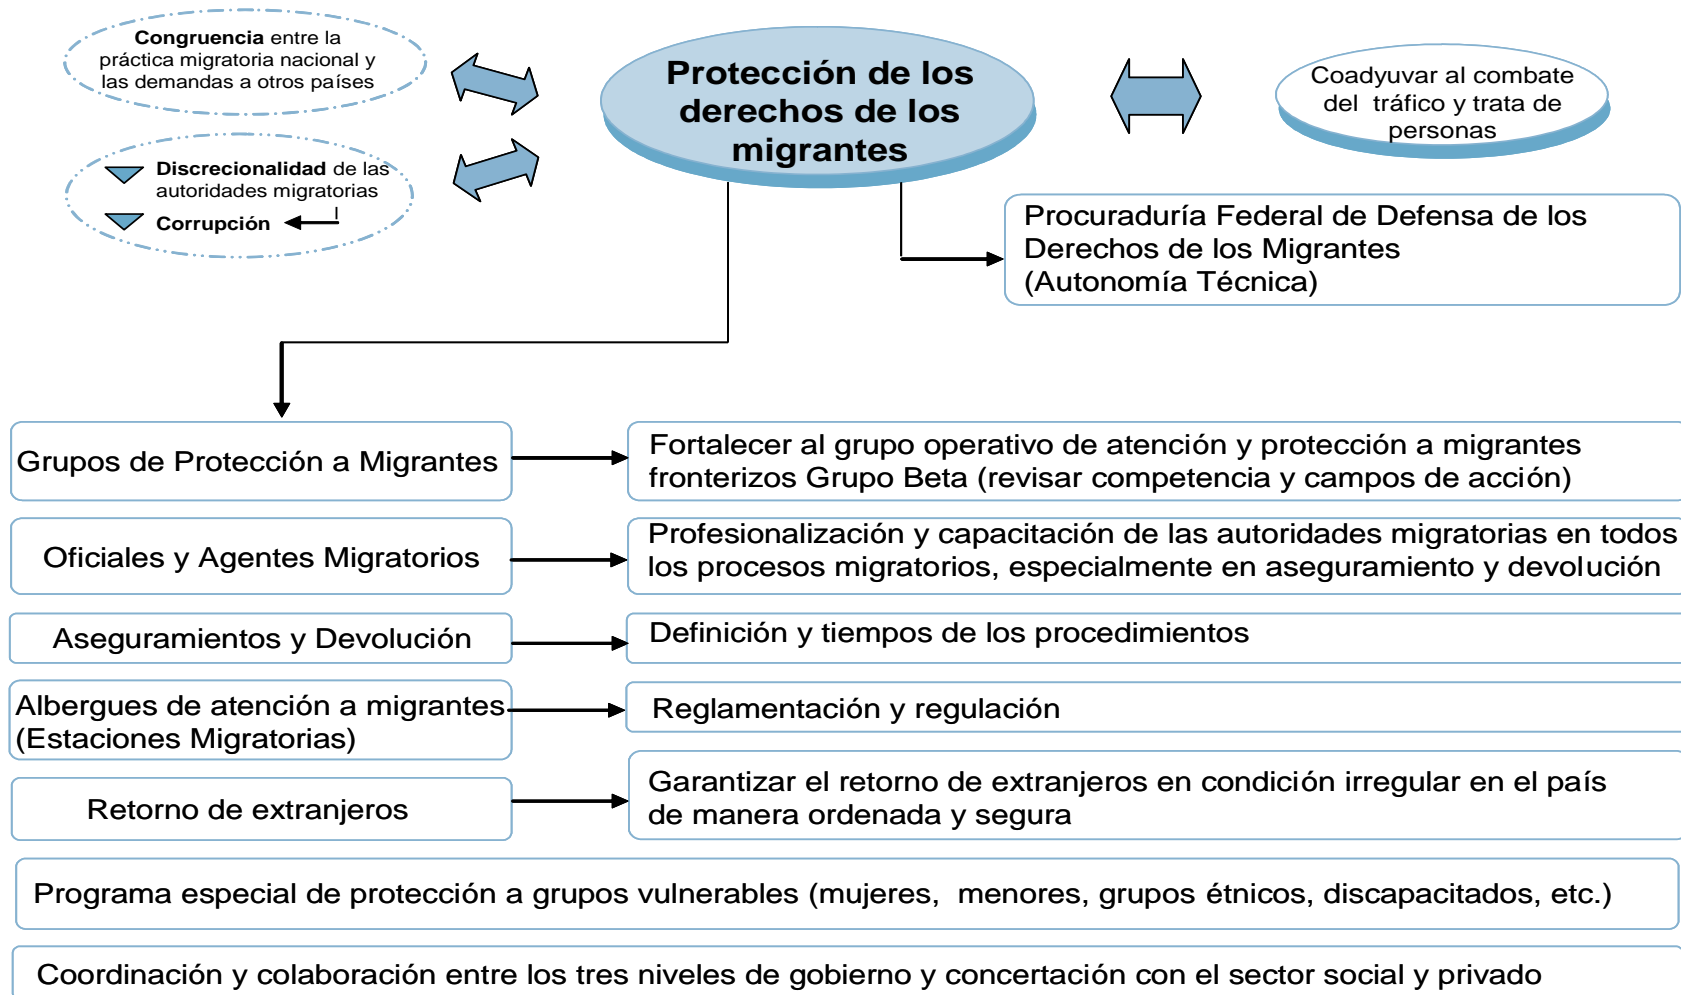 Congruencia entre la
práctica migratoria nacional y
las demandas a otros países
Protección de los
derechos de los
migrantes
Coadyuvar al combate
del tráfico y trata de
personas
Discrecionalidad de las
autoridades migratorias
Corrupción
Procuraduría Federal de Defensa de los
Derechos de los Migrantes
(Autonomía Técnica)
Grupos de Protección a Migrantes
Fortalecer al grupo operativo de atención y protección a migrantes
fronterizos Grupo Beta (revisar competencia y campos de acción)
Oficiales y Agentes Migratorios
Profesionalización y capacitación de las autoridades migratorias en todos
los procesos migratorios, especialmente en aseguramiento y devolución
Aseguramientos y Devolución
Definición y tiempos de los procedimientos
Albergues de atención a migrantes
(Estaciones Migratorias)
Reglamentación y regulación
Retorno de extranjeros
Garantizar el retorno de extranjeros en condición irregular en el país
de manera ordenada y segura
Programa especial de protección a grupos vulnerables (mujeres, menores, grupos étnicos, discapacitados, etc.)
Coordinación y colaboración entre los tres niveles de gobierno y concertación con el sector social y privado